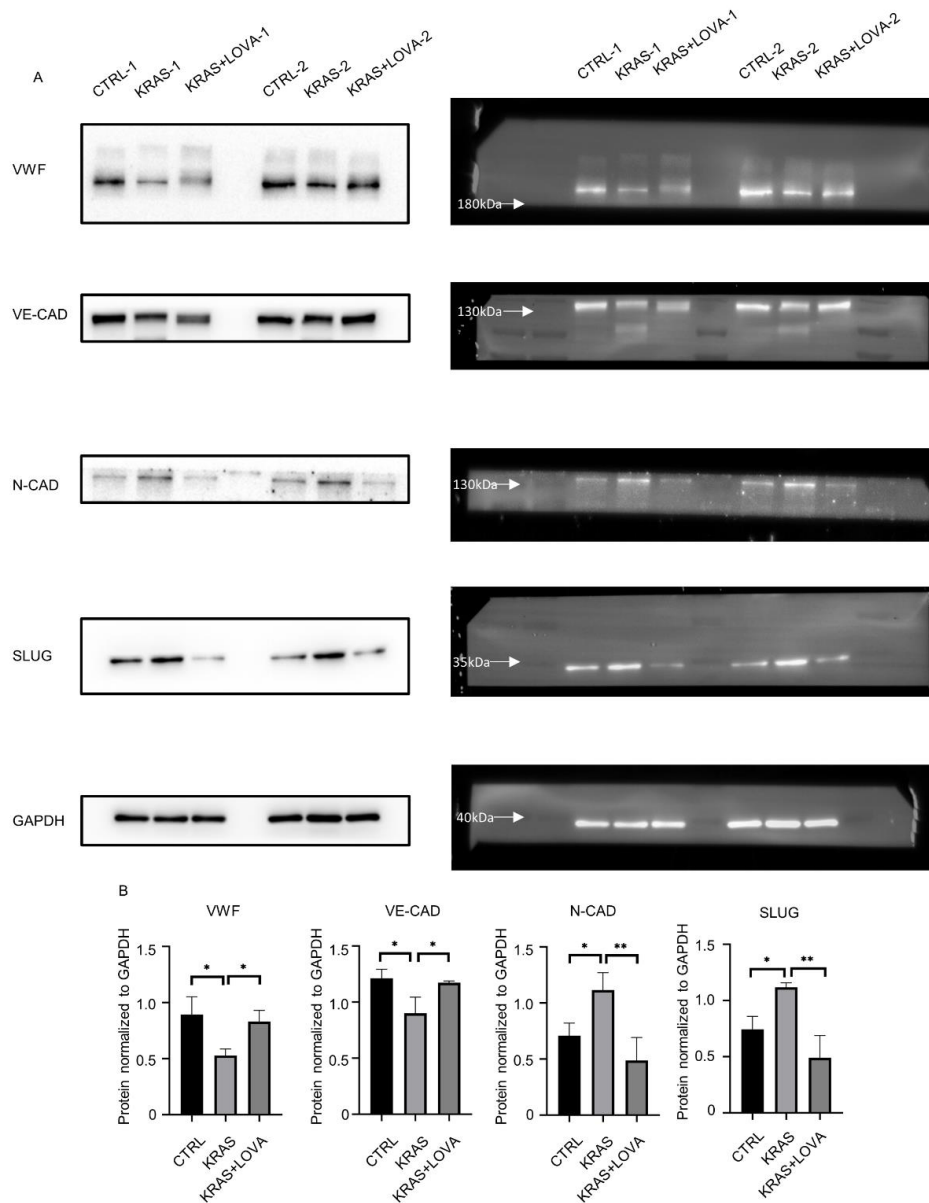 A
CTRL-1 KRAS-1 KRAS+LOVA-1 CTRL-2 KRAS-2 KRAS+LOVA-2
CTRL-1 KRAS-1 KRAS+LOVA-1 CTRL-2 KRAS-2 KRAS+LOVA-2
VWF
180kDa
VE-CAD
130kDa
N-CAD
130kDa
SLUG
35kDa
GAPDH
40kDa
B
VWF
Protein normalized to GAPDH
1.5
1.0
0.5
0
* *
CTRL KRAS KRAS+LOVA
VE-CAD
Protein normalized to GAPDH
1.5
1.0
0.5
0
* *
CTRL KRAS KRAS+LOVA
N-CAD
Protein normalized to GAPDH
1.5
1.0
0.5
0
* **
CTRL KRAS KRAS+LOVA
SLUG
Protein normalized to GAPDH
1.5
1.0
0.5
0
* **
CTRL KRAS KRAS+LOVA